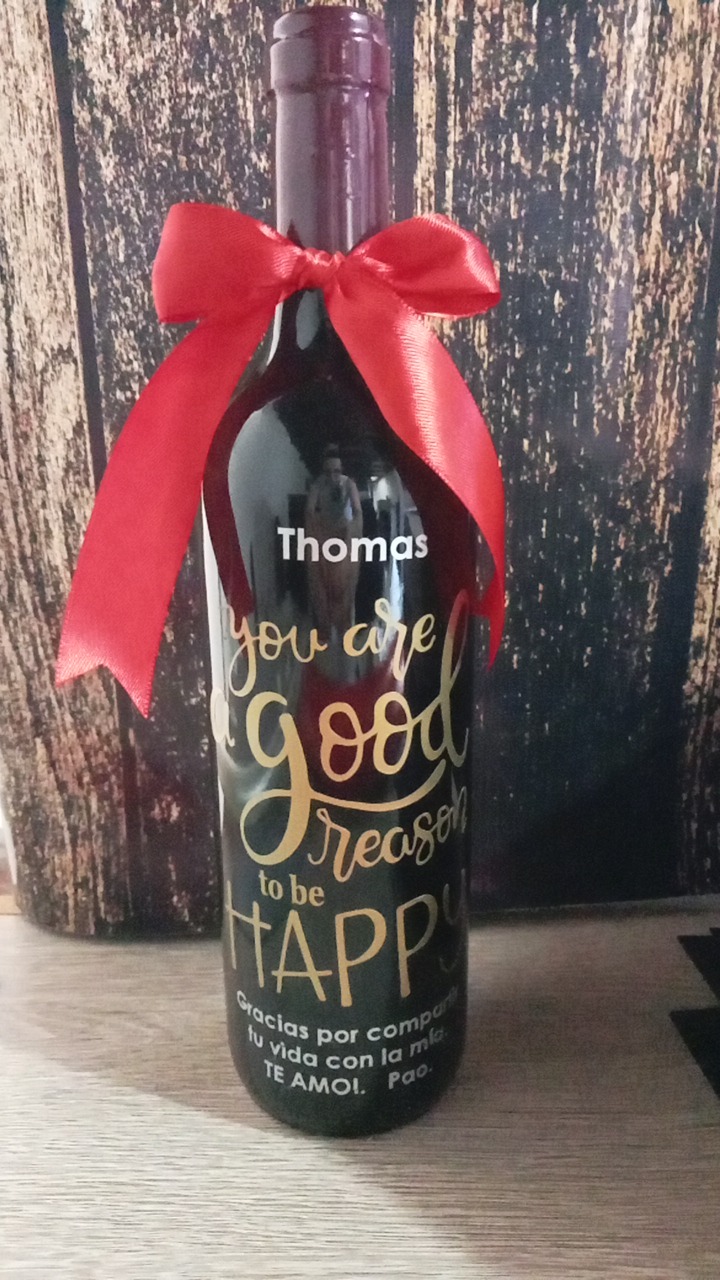 Thomas
you are
a good
reason
to be
HAPPY
Gracias por compartir
tu vida con la mía.
TE AMO!. Pao.